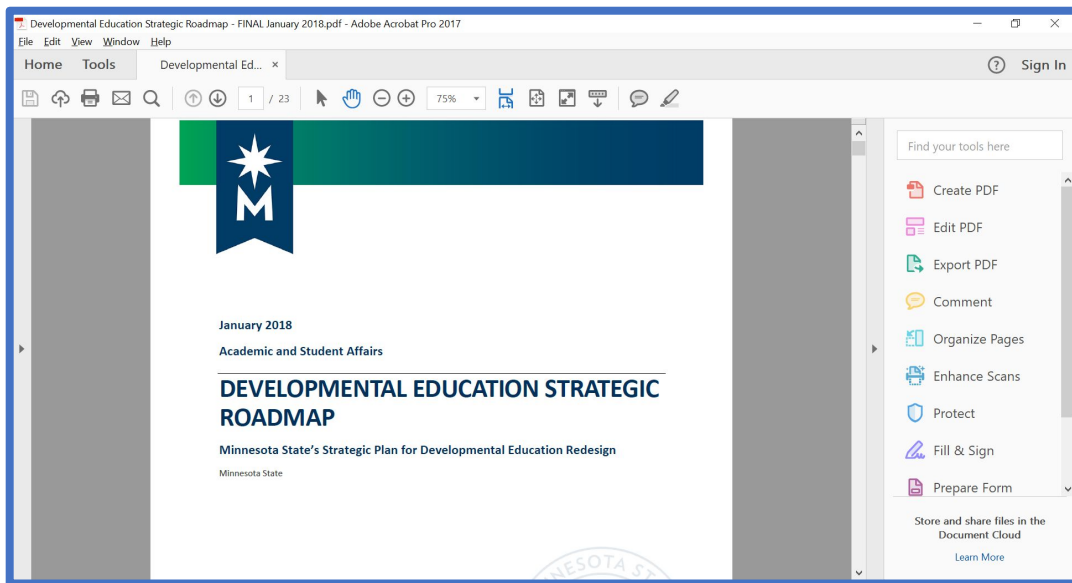 Developmental Education Strategic Roadmap - FINAL January 2018.pdf - Adobe Acrobat Pro 2017
File Edit View Window Help
Home Tools Developmental Ed... × ? Sign In
1 / 23 75%
M
January 2018
Academic and Student Affairs
DEVELOPMENTAL EDUCATION STRATEGIC
ROADMAP
Minnesota State's Strategic Plan for Developmental Education Redesign
Minnesota State
Find your tools here
Create PDF
Edit PDF
Export PDF
Comment
Organize Pages
Enhance Scans
Protect
Fill & Sign
Prepare Form
Store and share files in the
Document Cloud
Learn More